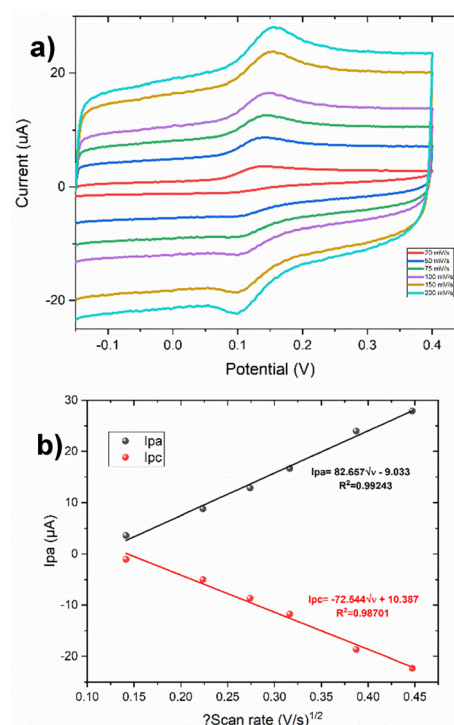 a)
20
0
-20
Current (uA)
-0.1 0.0 0.1 0.2 0.3 0.4
Potential (V)
20 mV/s
50 mV/s
75 mV/s
100 mV/s
150 mV/s
200 mV/s
b)
Ipa
Ipc
30
20
10
0
-10
-20
Ipa (µA)
Ipa= 82.657√v - 9.033
R²=0.99243
Ipc= -72.544√v + 10.387
R²=0.98701
0.10 0.15 0.20 0.25 0.30 0.35 0.40 0.45
?Scan rate (V/s)^1/2